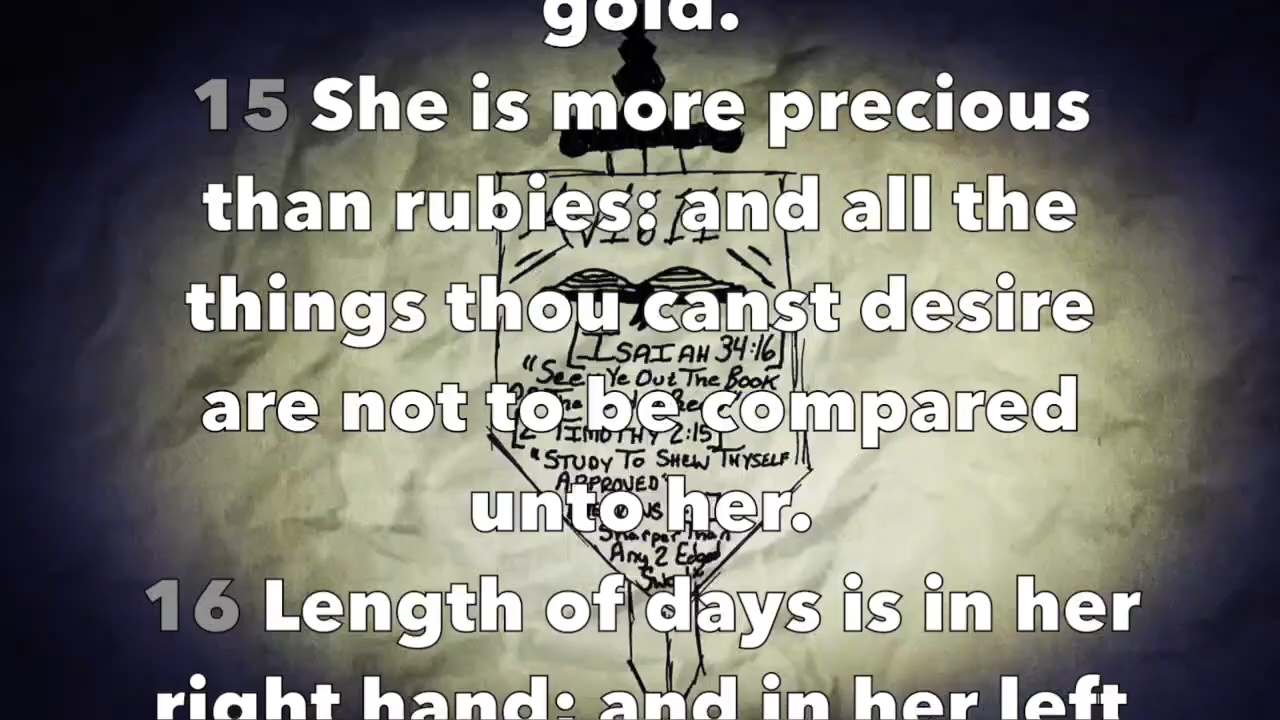 gold.
15 She is more precious
than rubies: and all the
things thou canst desire
are not to be compared
unto her.
16 Length of days is in her
right hand; and in her left
ISAIAH 34:16
"Seek Ye Out The Book
The
TIMOTHY 2:15
"STUDY TO SHEW THYSELF
APPROVED"
Sharper Than
Any 2 Edged